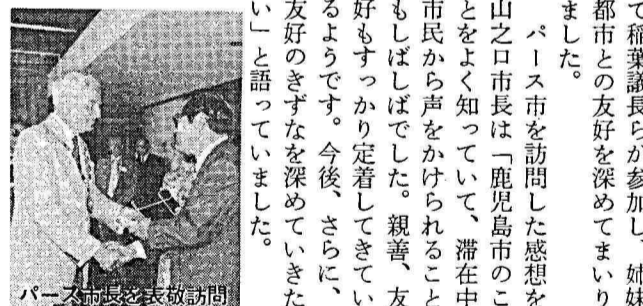 て稲葉議長らが参加し、姉妹
都市との友好を深めてまいり
ました。
パース市を訪問した感想を
山之口市長は「鹿児島市のこ
とをよく知っていて、滞在中
市民から声をかけられること
もしばしばでした。親善、友
好もすっかり定着してきてい
るようです。今後、さらに、
友好のきずなを深めていきた
い」と語っていました。
パース市長を表敬訪問